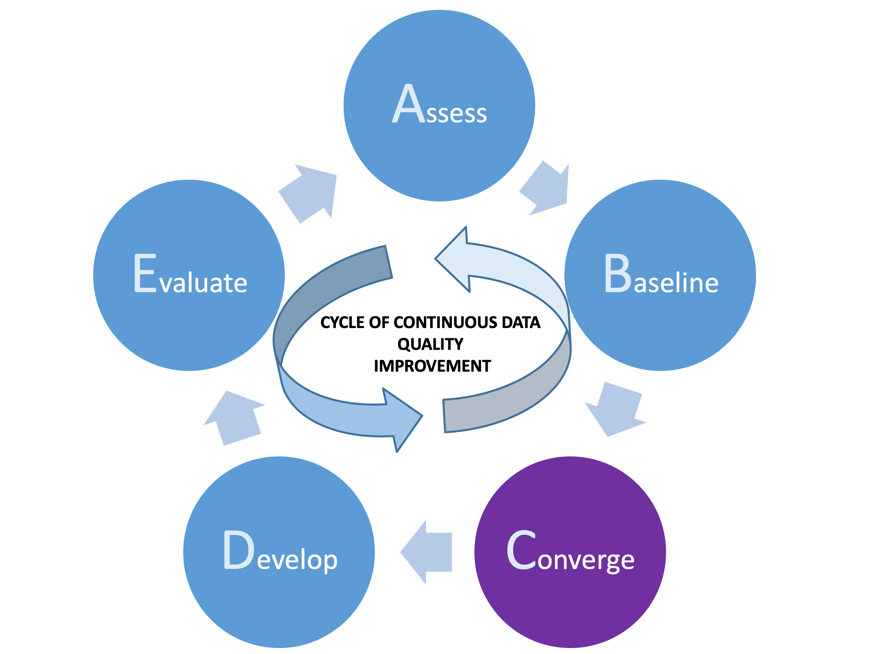 Assess
Evaluate
Baseline
CYCLE OF CONTINUOUS DATA
QUALITY
IMPROVEMENT
Develop
Converge